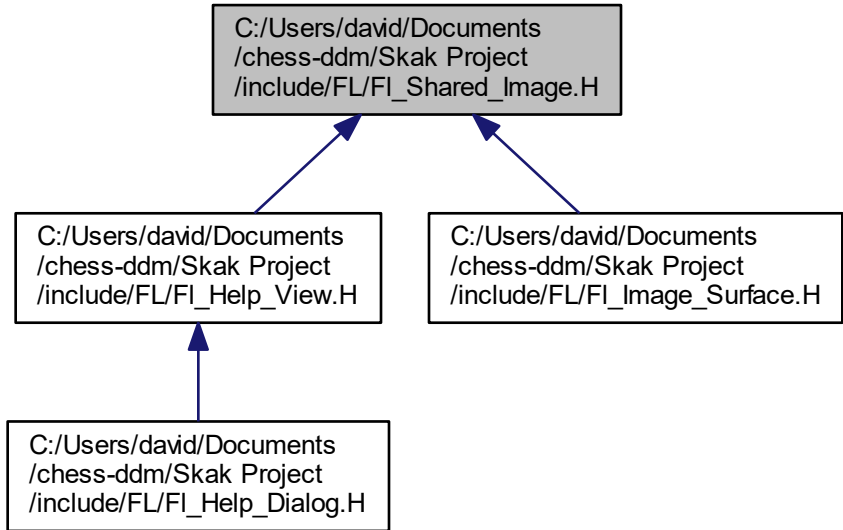 C:/Users/david/Documents
/chess-ddm/Skak Project
/include/FL/Fl_Shared_Image.H
C:/Users/david/Documents
/chess-ddm/Skak Project
/include/FL/Fl_Help_View.H
C:/Users/david/Documents
/chess-ddm/Skak Project
/include/FL/Fl_Image_Surface.H
C:/Users/david/Documents
/chess-ddm/Skak Project
/include/FL/Fl_Help_Dialog.H